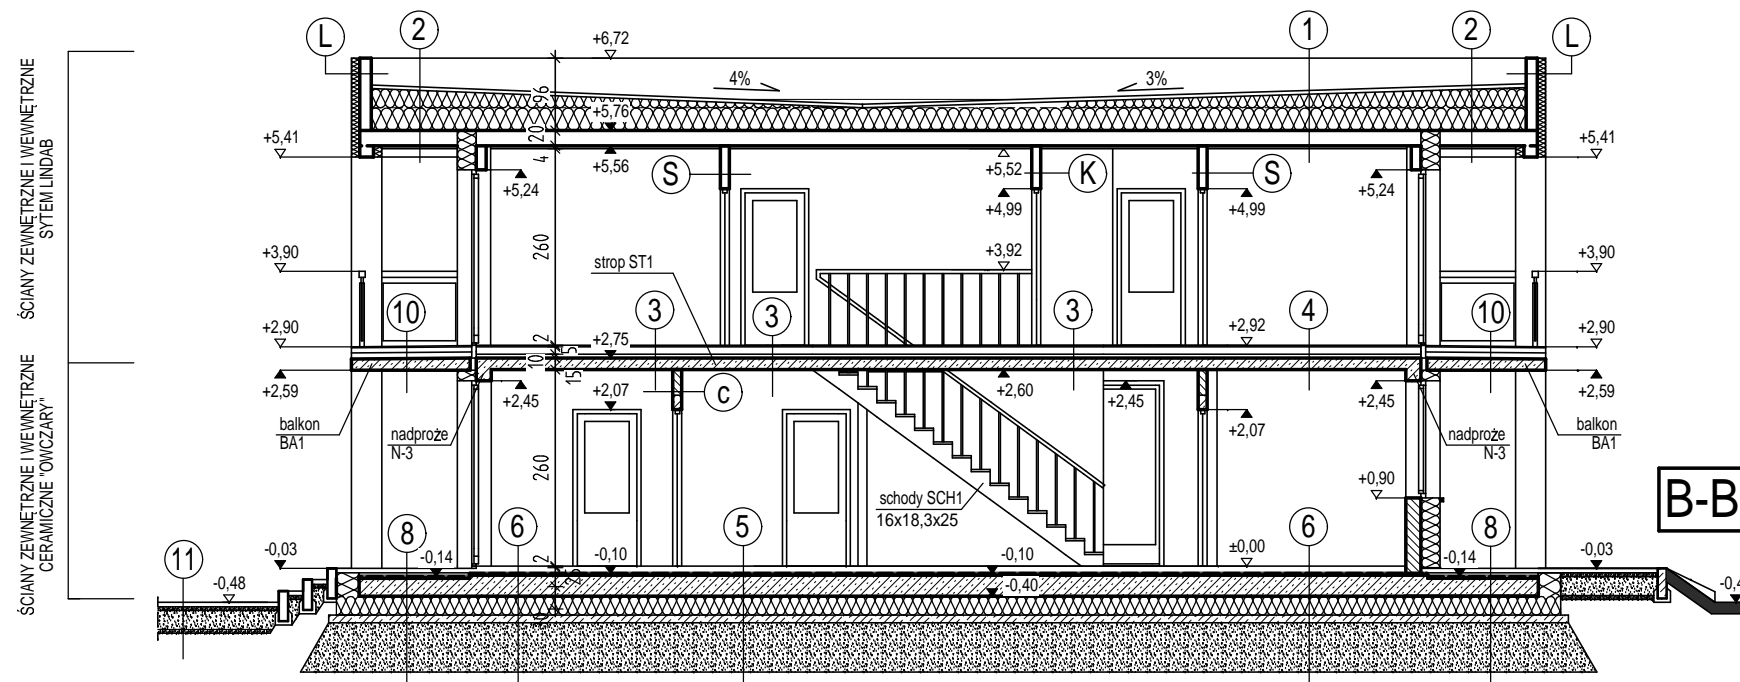 L
2
+6,72
1
2
L
4%
3%
96
+5,76
20
+5,41
+5,41
4
+5,56
+5,52
S
K
S
+5,24
+5,24
+4,99
+4,99
ŚCIANY ZEWNĘTRZNE I WEWNĘTRZNE
SYTEM LINDAB
260
+3,90
+3,92
+3,90
strop ST1
10
3
3
3
4
10
+2,90
2
+2,75
+2,92
+2,90
10
15
+2,59
+2,45
+2,07
c
+2,60
+2,45
+2,45
+2,59
balkon
BA1
nadproże
N-3
+2,07
nadproże
N-3
balkon
BA1
ŚCIANY ZEWNĘTRZNE I WEWNĘTRZNE
CERAMICZNE "OWCZARY"
260
schody SCH1
16x18,3x25
+0,90
B-B
8
6
5
6
8
11
-0,03
-0,14
2
-0,10
-0,10
±0,00
-0,14
-0,03
-0,48
-0,40